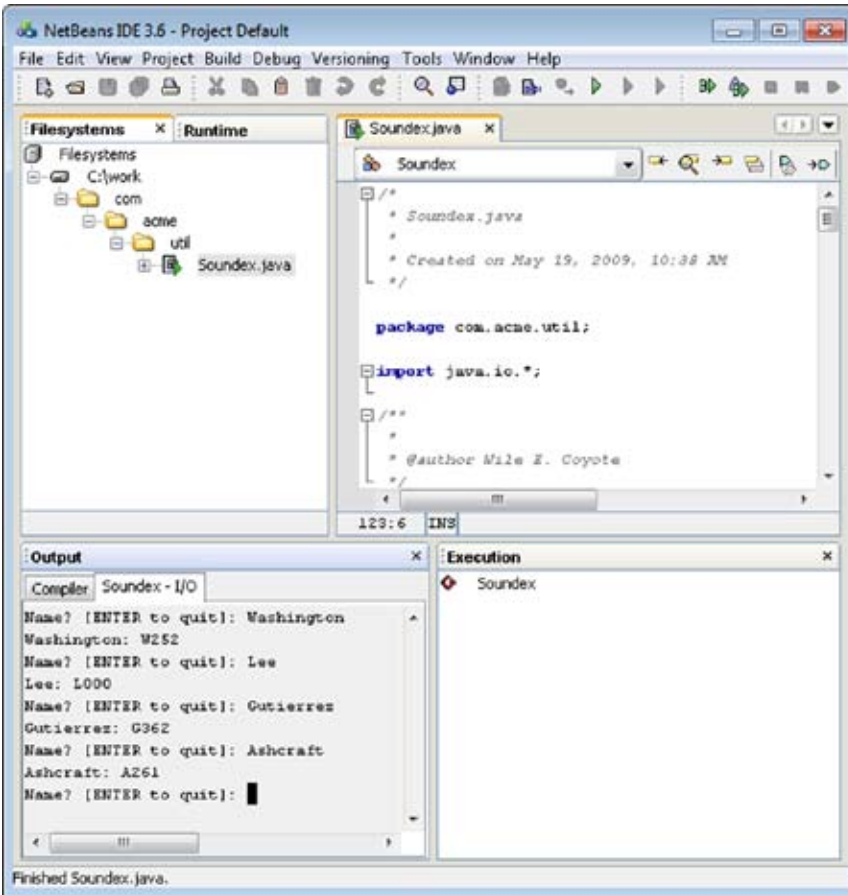 NetBeans IDE 3.6 - Project Default
File Edit View Project Build Debug Versioning Tools Window Help
Filesystems × Runtime
Filesystems
C:\work
com
acme
util
Soundex.java
Soundex.java ×
Soundex
/*
* Soundex.java
*
* Created on May 19, 2009, 10:38 AM
*/
package com.acme.util;
import java.io.*;
/**
*
* @author Wile E. Coyote
*/
123:6 INS
Output ×
Compiler Soundex - I/O
Name? [ENTER to quit]: Washington
Washington: W252
Name? [ENTER to quit]: Lee
Lee: L000
Name? [ENTER to quit]: Gutierrez
Gutierrez: G362
Name? [ENTER to quit]: Ashcraft
Ashcraft: A261
Name? [ENTER to quit]:
Execution ×
Soundex
Finished Soundex.java.